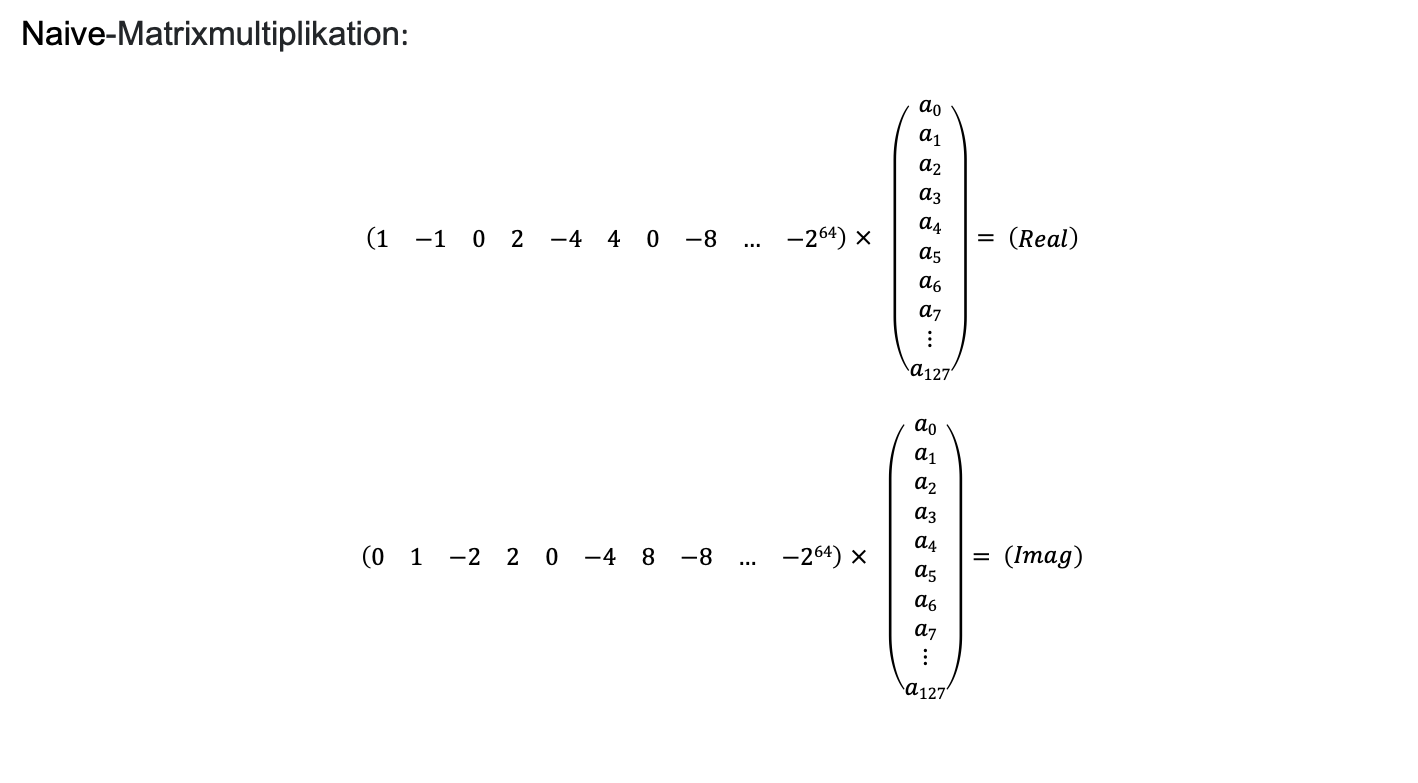 Naive-Matrixmultiplikation:
(1 −1 0 2 −4 4 0 −8 … −2⁶⁴) ×
a₀
a₁
a₂
a₃
a₄
a₅
a₆
a₇
⋮
a₁₂₇
= (Real)
(0 1 −2 2 0 −4 8 −8 … −2⁶⁴) ×
a₀
a₁
a₂
a₃
a₄
a₅
a₆
a₇
⋮
a₁₂₇
= (Imag)